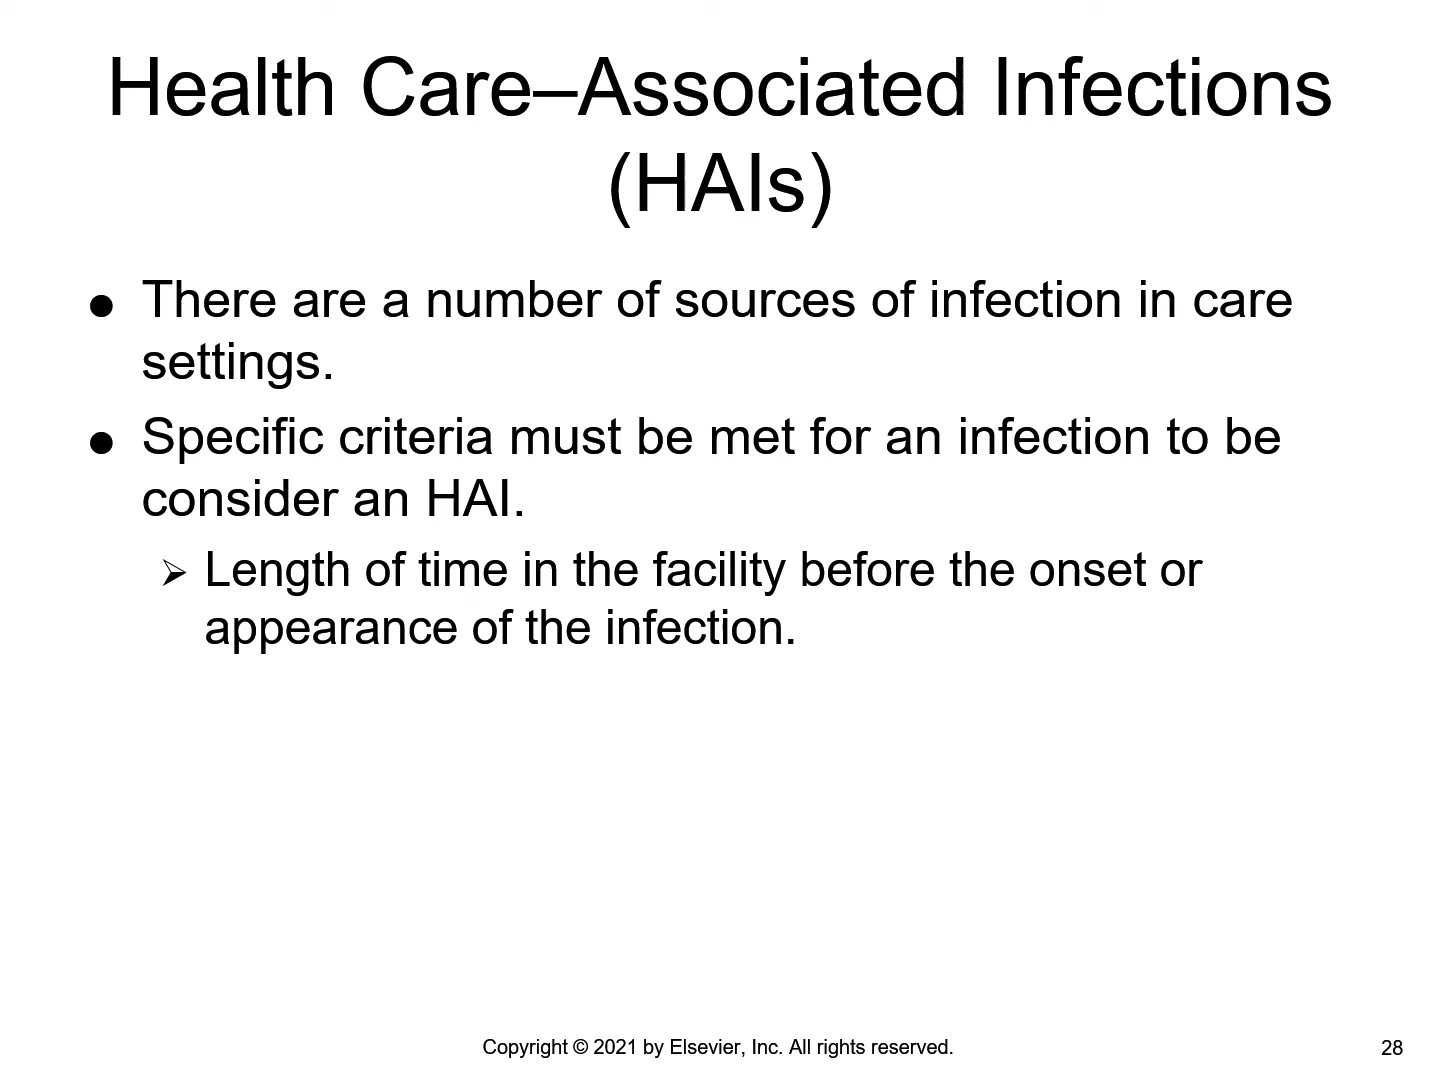 Health Care–Associated Infections
(HAIs)
● There are a number of sources of infection in care
settings.
● Specific criteria must be met for an infection to be
consider an HAI.
➢ Length of time in the facility before the onset or
appearance of the infection.
Copyright © 2021 by Elsevier, Inc. All rights reserved.
28